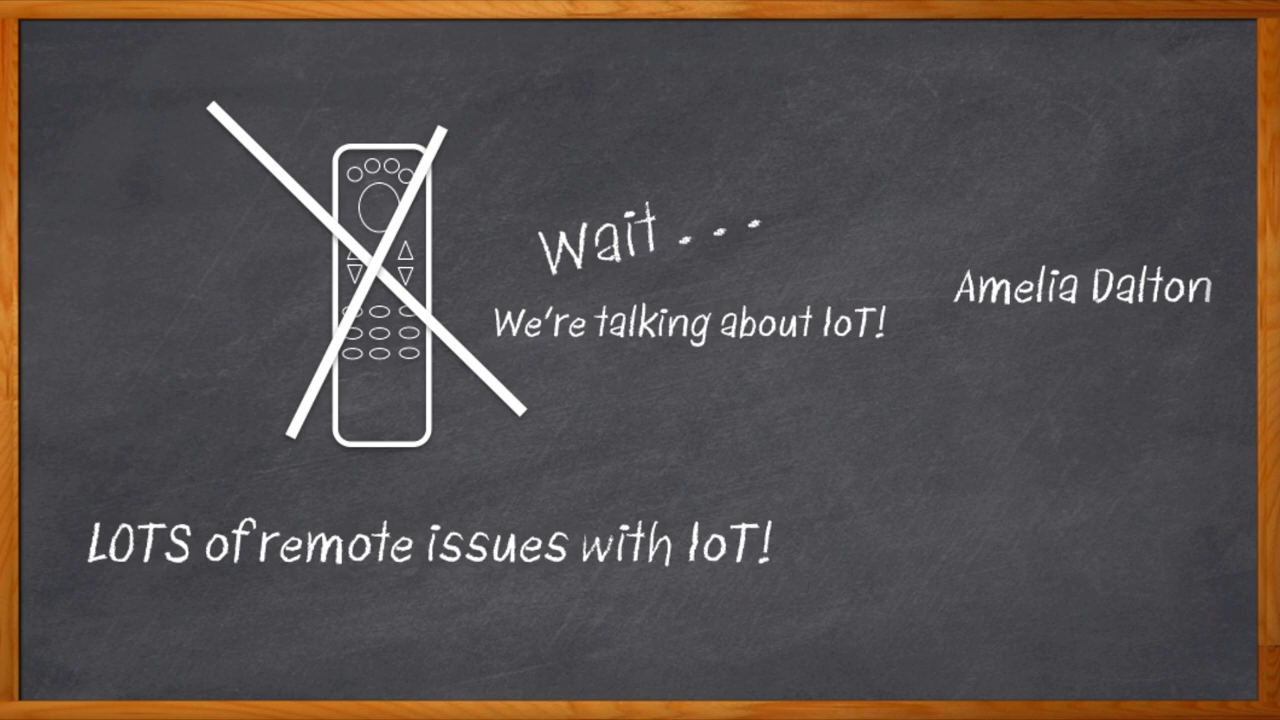 Wait . . .
We're talking about IoT!
Amelia Dalton
LOTS of remote issues with IoT!